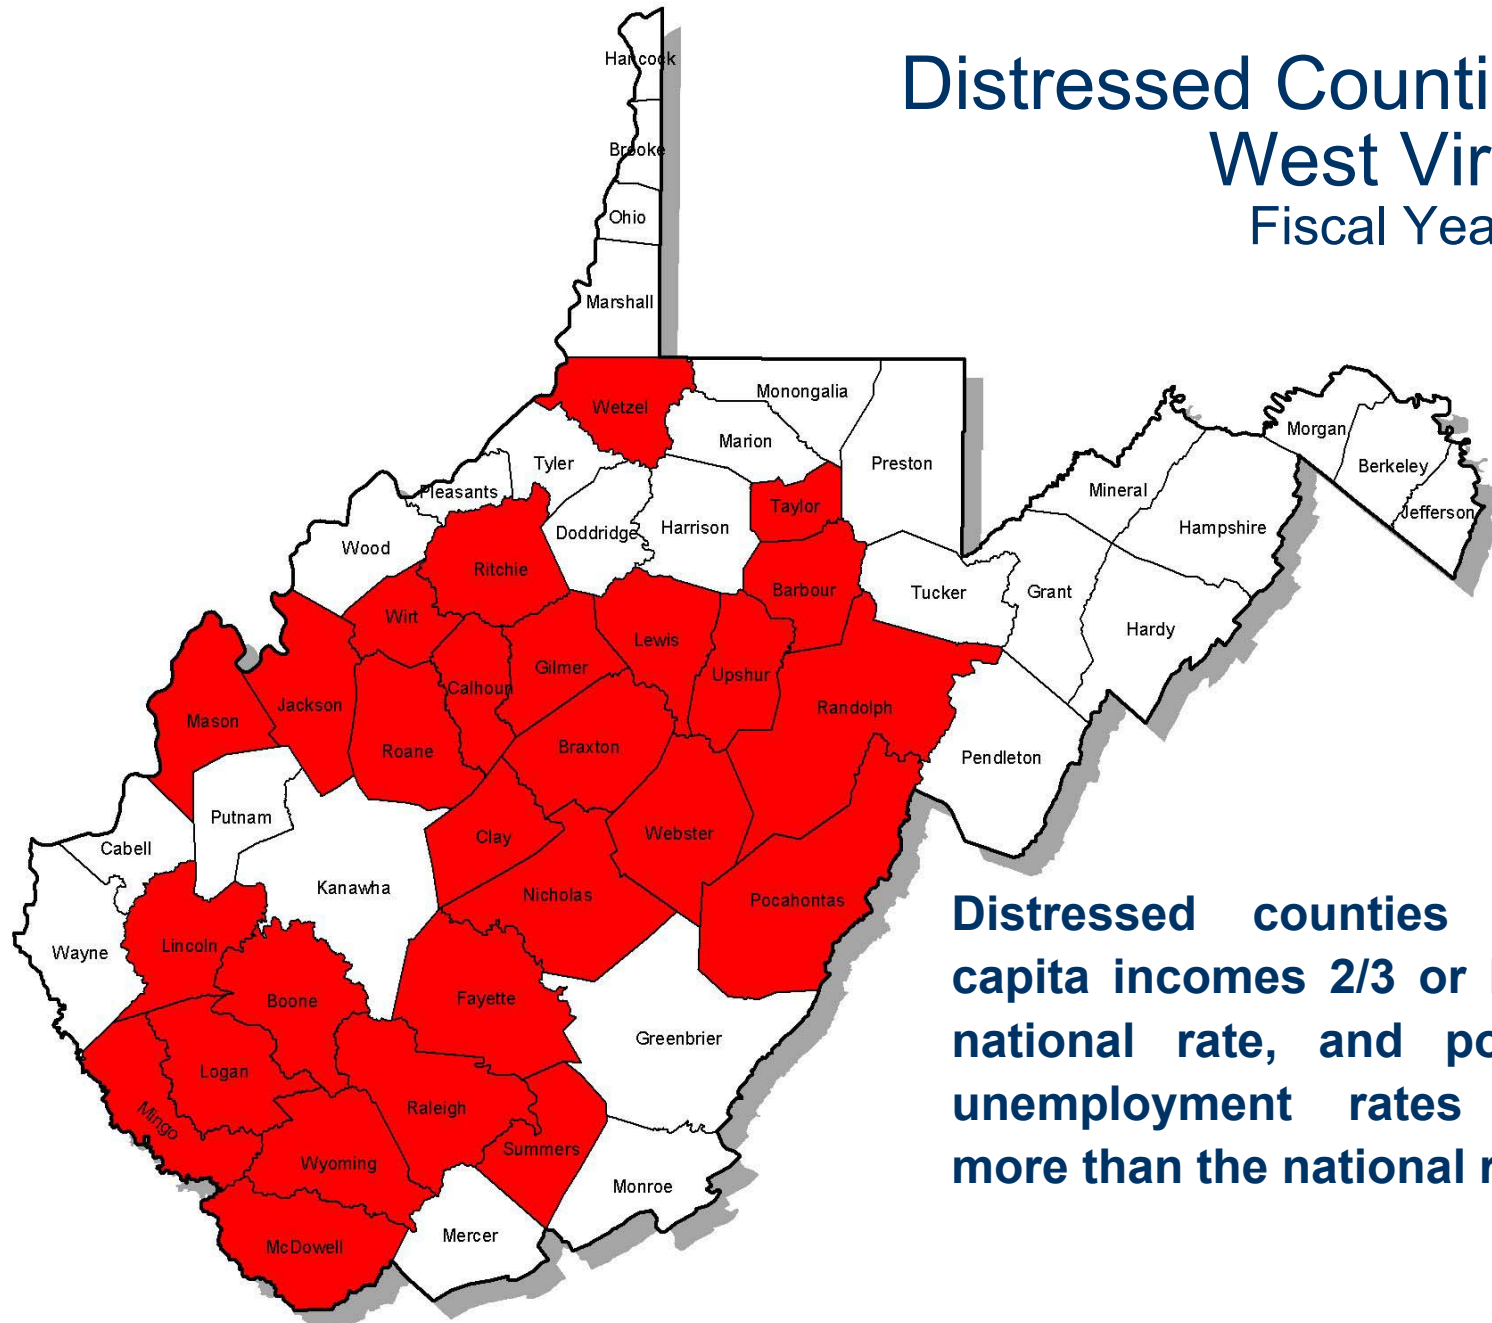 Distressed Counti
West Vir
Fiscal Yea
Hancock
Brooke
Ohio
Marshall
Wetzel
Monongalia
Marion
Preston
Tyler
Pleasants
Taylor
Doddridge
Harrison
Wood
Ritchie
Morgan
Berkeley
Jefferson
Mineral
Hampshire
Barbour
Tucker
Grant
Hardy
Wirt
Lewis
Gilmer
Upshur
Calhoun
Randolph
Jackson
Mason
Roane
Braxton
Pendleton
Putnam
Clay
Webster
Cabell
Kanawha
Nicholas
Pocahontas
Wayne
Lincoln
Boone
Fayette
Greenbrier
Logan
Mingo
Raleigh
Summers
Wyoming
Monroe
McDowell
Mercer
Distressed counties
capita incomes 2/3 or
national rate, and po
unemployment rates
more than the national